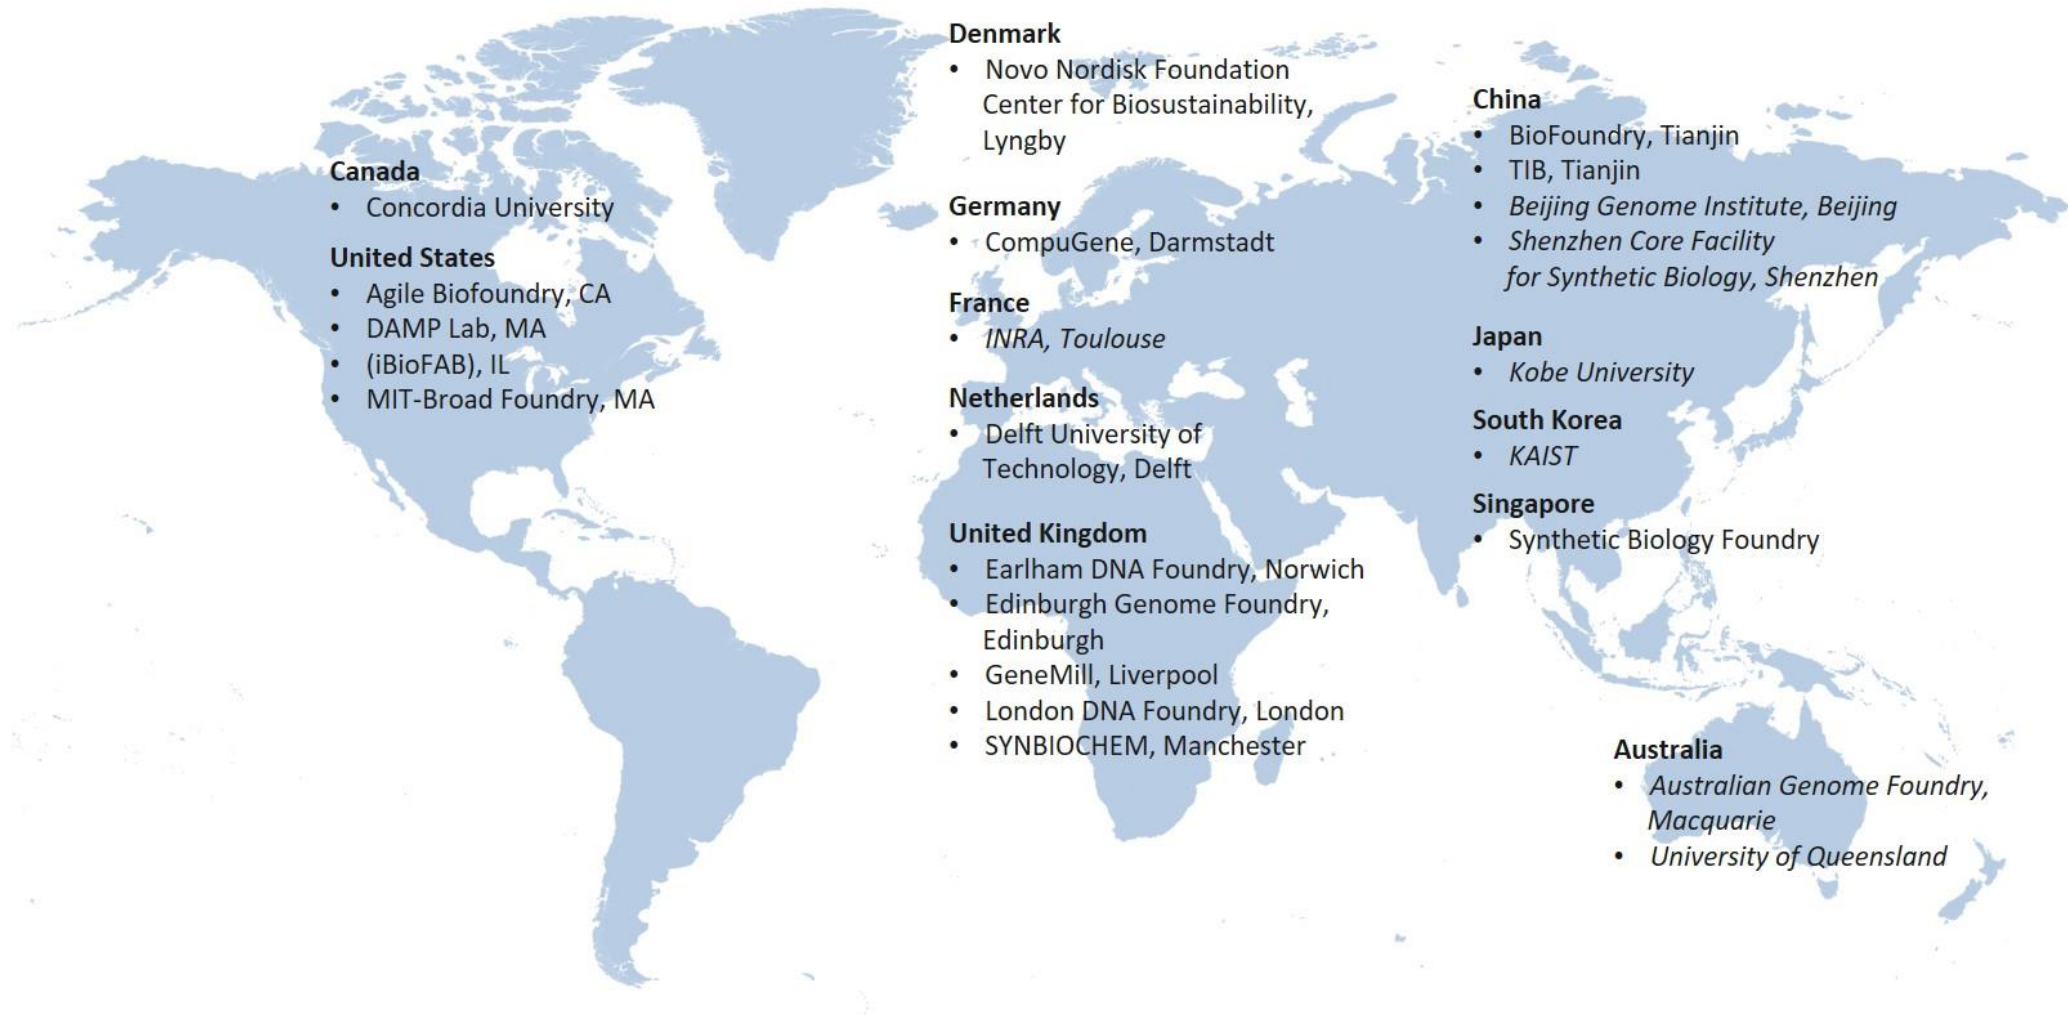 Canada
• Concordia University
United States
• Agile Biofoundry, CA
• DAMP Lab, MA
• (iBioFAB), IL
• MIT-Broad Foundry, MA
Denmark
• Novo Nordisk Foundation
Center for Biosustainability,
Lyngby
Germany
• CompuGene, Darmstadt
France
• INRA, Toulouse
Netherlands
• Delft University of
Technology, Delft
United Kingdom
• Earlham DNA Foundry, Norwich
• Edinburgh Genome Foundry,
Edinburgh
• GeneMill, Liverpool
• London DNA Foundry, London
• SYNBIOCHEM, Manchester
China
• BioFoundry, Tianjin
• TIB, Tianjin
• Beijing Genome Institute, Beijing
• Shenzhen Core Facility
for Synthetic Biology, Shenzhen
Japan
• Kobe University
South Korea
• KAIST
Singapore
• Synthetic Biology Foundry
Australia
• Australian Genome Foundry,
Macquarie
• University of Queensland